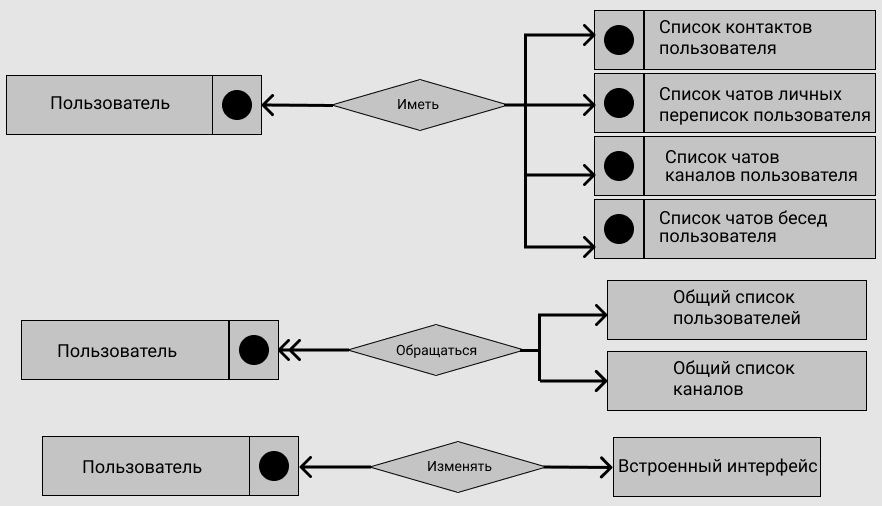 Пользователь
Иметь
Список контактов
пользователя
Список чатов личных
переписок пользователя
Список чатов
каналов пользователя
Список чатов бесед
пользователя
Пользователь
Обращаться
Общий список
пользователей
Общий список
каналов
Пользователь
Изменять
Встроенный интерфейс